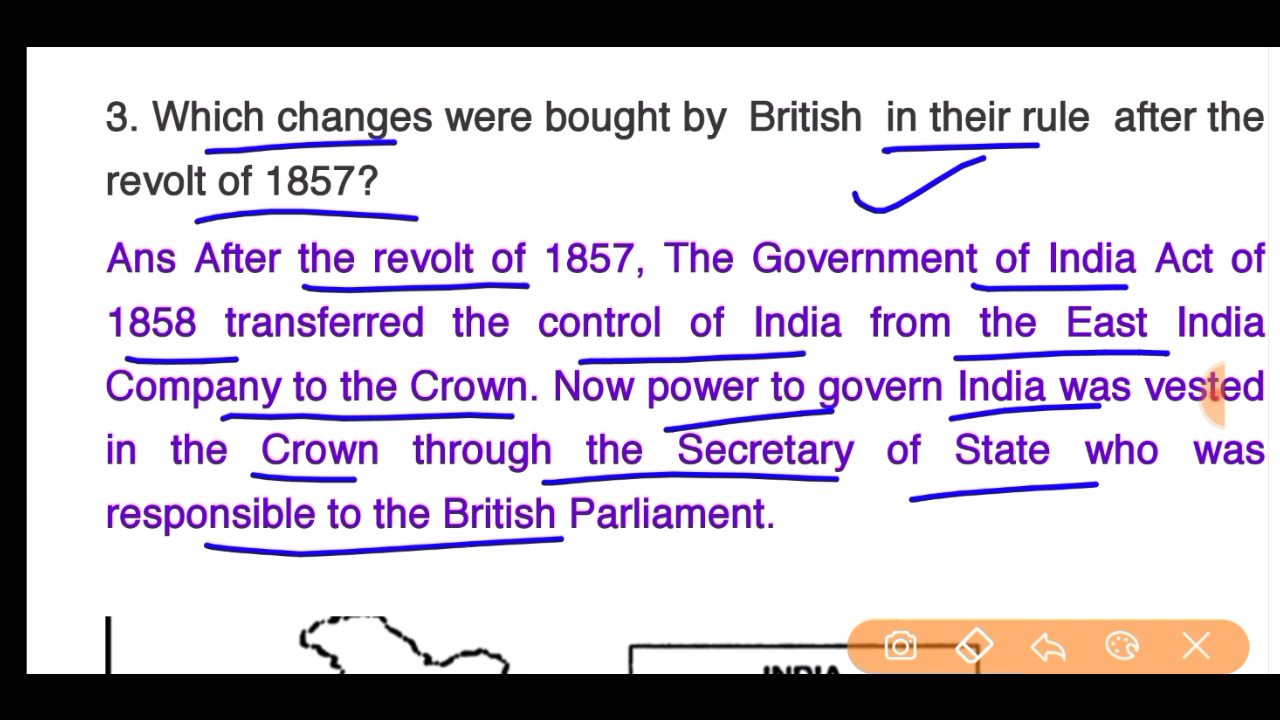 3. Which changes were bought by British in their rule after the
revolt of 1857?
Ans After the revolt of 1857, The Government of India Act of
1858 transferred the control of India from the East India
Company to the Crown. Now power to govern India was vested
in the Crown through the Secretary of State who was
responsible to the British Parliament.
INDIA